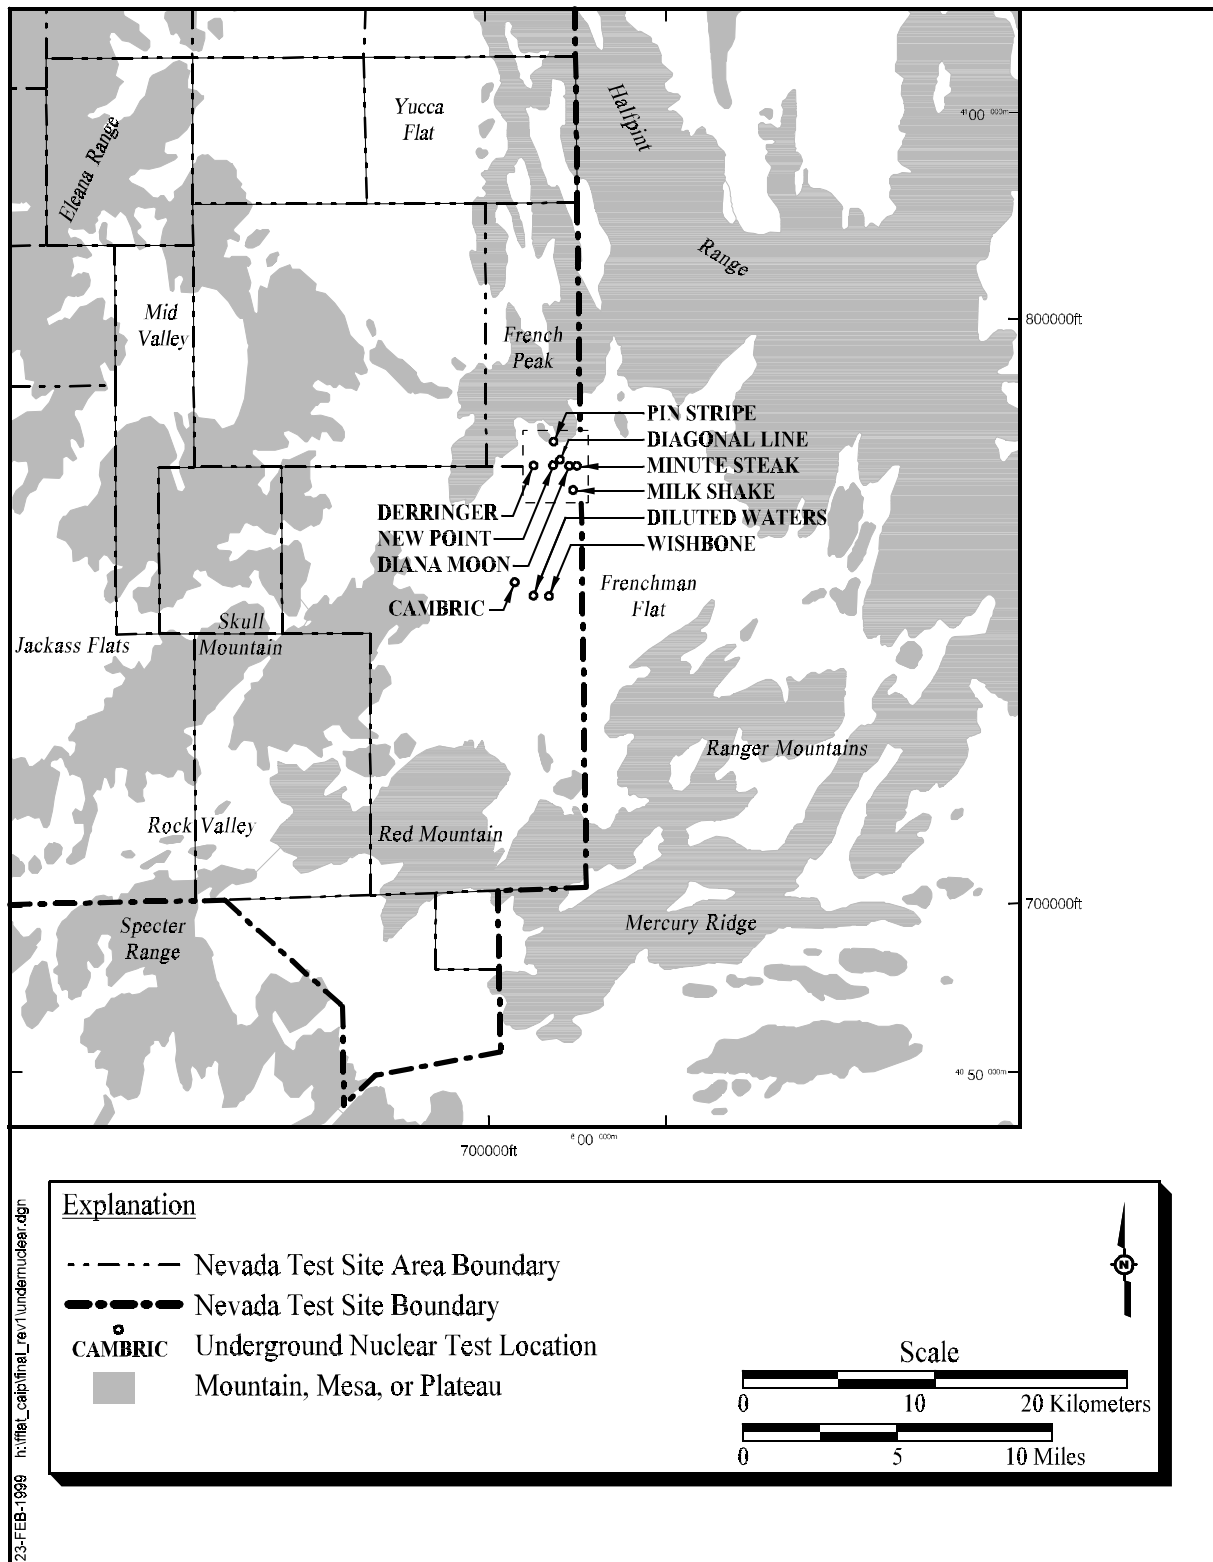 Yucca
Flat
Halfpint
⁴¹00 ⁰⁰⁰ᵐ
Eleana Range
Range
Mid
Valley
800000ft
French
Peak
PIN STRIPE
DIAGONAL LINE
MINUTE STEAK
MILK SHAKE
DERRINGER
DILUTED WATERS
NEW POINT
WISHBONE
DIANA MOON
Frenchman
Flat
CAMBRIC
Skull
Mountain
Jackass Flats
Ranger Mountains
Rock Valley
Red Mountain
700000ft
Specter
Range
Mercury Ridge
⁴⁰50 ⁰⁰⁰ᵐ
⁶00 ⁰⁰⁰ᵐ
700000ft
Explanation
Nevada Test Site Area Boundary
Nevada Test Site Boundary
CAMBRIC
Underground Nuclear Test Location
Mountain, Mesa, or Plateau
N
Scale
0 10 20 Kilometers
0 5 10 Miles
23-FEB-1999 h:\fflat_caip\final_rev1\undernuclear.dgn